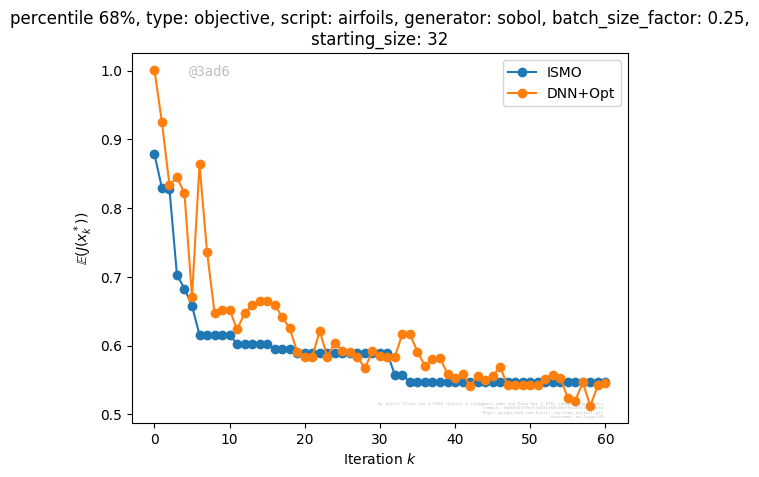 percentile 68%, type: objective, script: airfoils, generator: sobol, batch_size_factor: 0.25,
starting_size: 32
@3ad6
ISMO
DNN+Opt
1.0
0.9
0.8
0.7
0.6
0.5
𝔼(J(x*k))
0 10 20 30 40 50 60
Iteration k